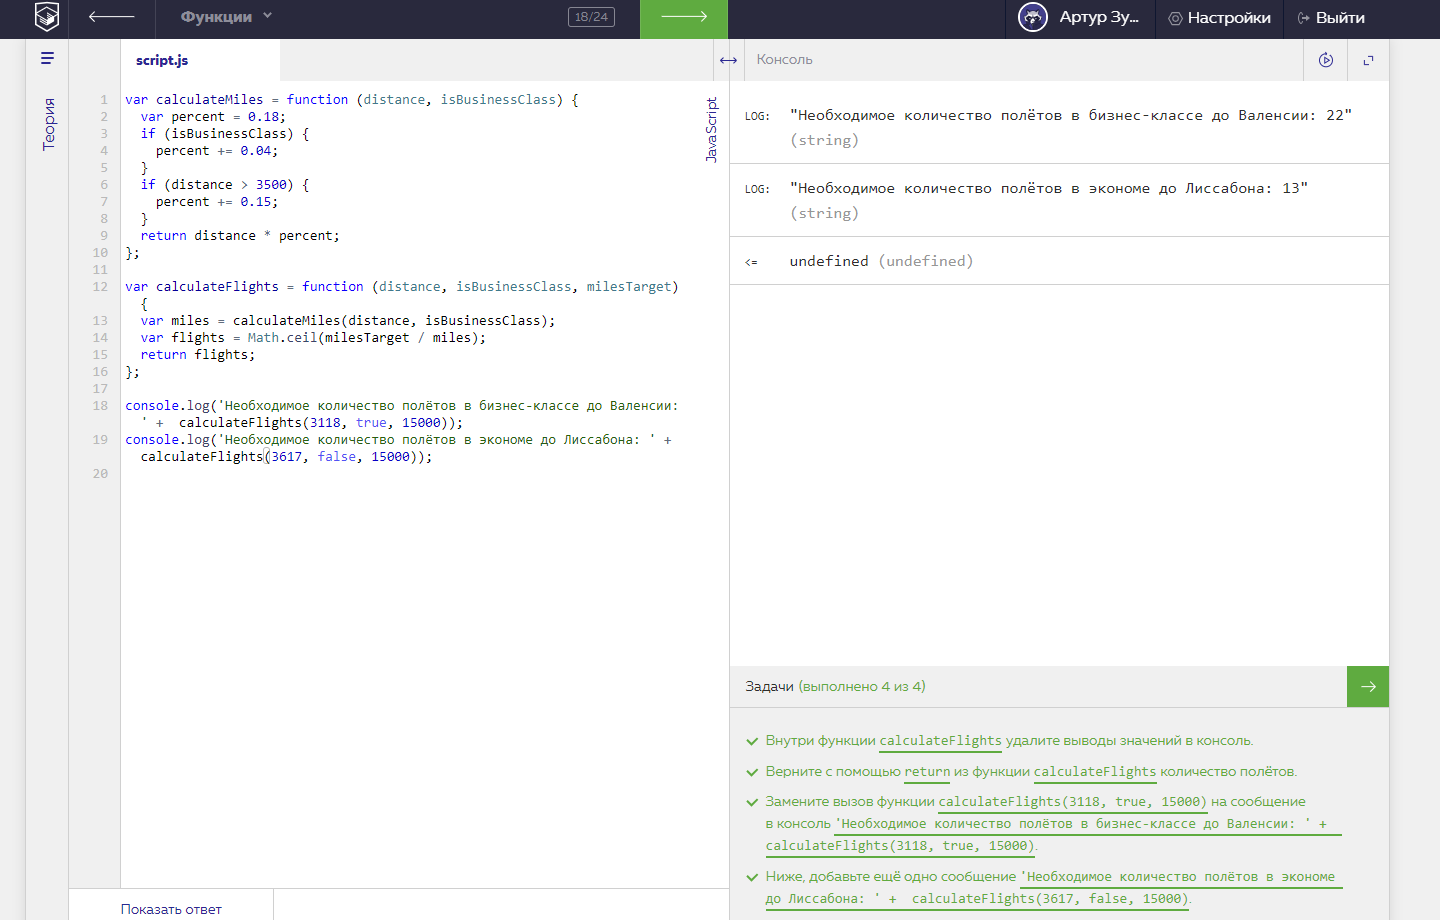 Функции
18/24
Артур Зу...
Настройки
Выйти
Теория
script.js
JavaScript
1 var calculateMiles = function (distance, isBusinessClass) {
2 var percent = 0.18;
3 if (isBusinessClass) {
4 percent += 0.04;
5 }
6 if (distance > 3500) {
7 percent += 0.15;
8 }
9 return distance * percent;
10 };
11
12 var calculateFlights = function (distance, isBusinessClass, milesTarget)
{
13 var miles = calculateMiles(distance, isBusinessClass);
14 var flights = Math.ceil(milesTarget / miles);
15 return flights;
16 };
17
18 console.log('Необходимое количество полётов в бизнес-классе до Валенсии:
' +  calculateFlights(3118, true, 15000));
19 console.log('Необходимое количество полётов в экономе до Лиссабона: ' +
calculateFlights(3617, false, 15000));
20
Показать ответ
Консоль
LOG: "Необходимое количество полётов в бизнес-классе до Валенсии: 22"
(string)
LOG: "Необходимое количество полётов в экономе до Лиссабона: 13"
(string)
<= undefined (undefined)
Задачи (выполнено 4 из 4)
Внутри функции calculateFlights удалите выводы значений в консоль.
Верните с помощью return из функции calculateFlights количество полётов.
Замените вызов функции calculateFlights(3118, true, 15000) на сообщение
в консоль 'Необходимое количество полётов в бизнес-классе до Валенсии: ' +
calculateFlights(3118, true, 15000).
Ниже, добавьте ещё одно сообщение 'Необходимое количество полётов в экономе
до Лиссабона: ' +  calculateFlights(3617, false, 15000).